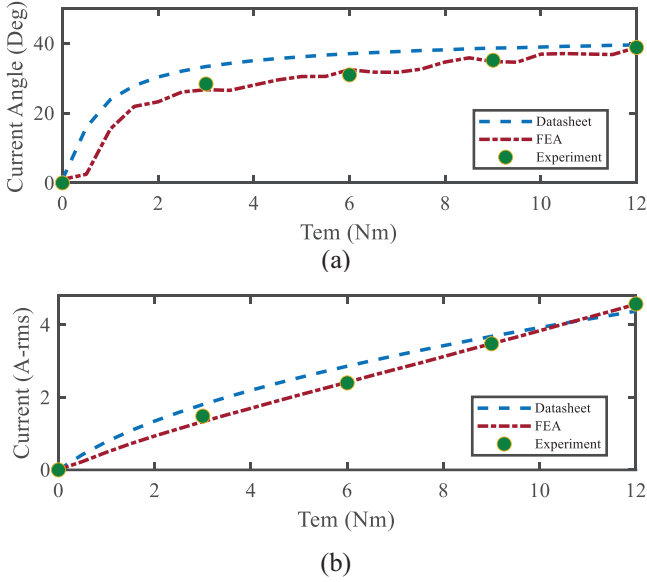 Current Angle (Deg)
40
20
0
Datasheet
FEA
Experiment
0 2 4 6 8 10 12
Tem (Nm)
(a)
Current (A-rms)
4
2
0
Datasheet
FEA
Experiment
0 2 4 6 8 10 12
Tem (Nm)
(b)